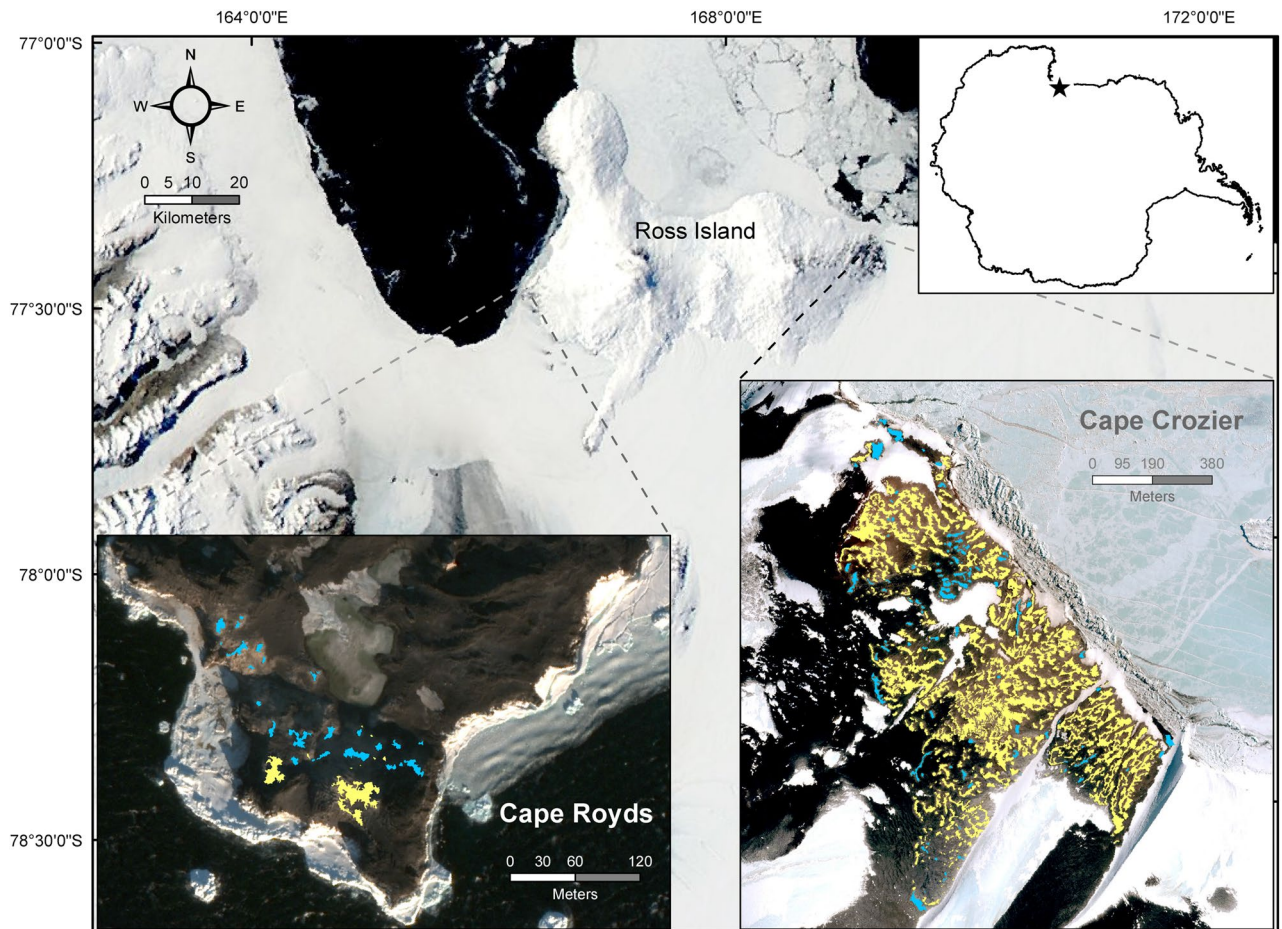 164°0'0"E 168°0'0"E 172°0'0"E
77°0'0"S
N
W E
S
0 5 10 20
Kilometers
Ross Island
77°30'0"S
Cape Crozier
0 95 190 380
Meters
78°0'0"S
Cape Royds
0 30 60 120
Meters
78°30'0"S